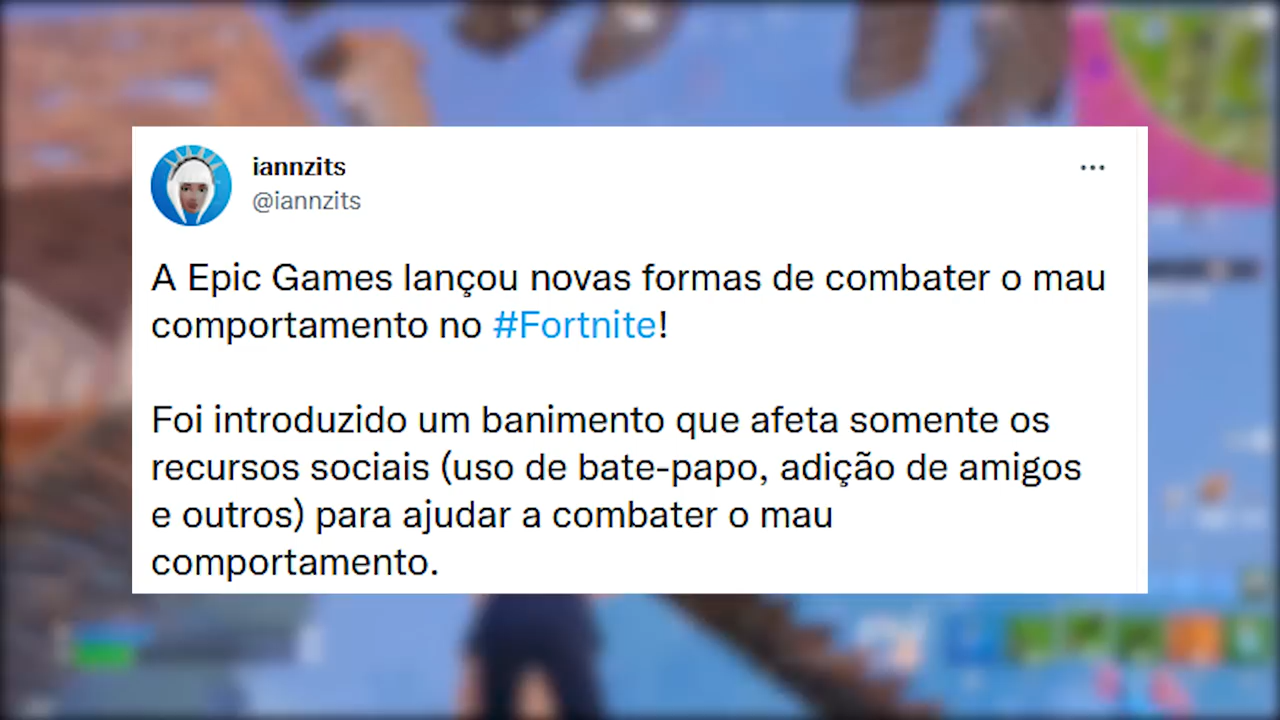 iannzits
@iannzits
A Epic Games lançou novas formas de combater o mau
comportamento no #Fortnite!
Foi introduzido um banimento que afeta somente os
recursos sociais (uso de bate-papo, adição de amigos
e outros) para ajudar a combater o mau
comportamento.